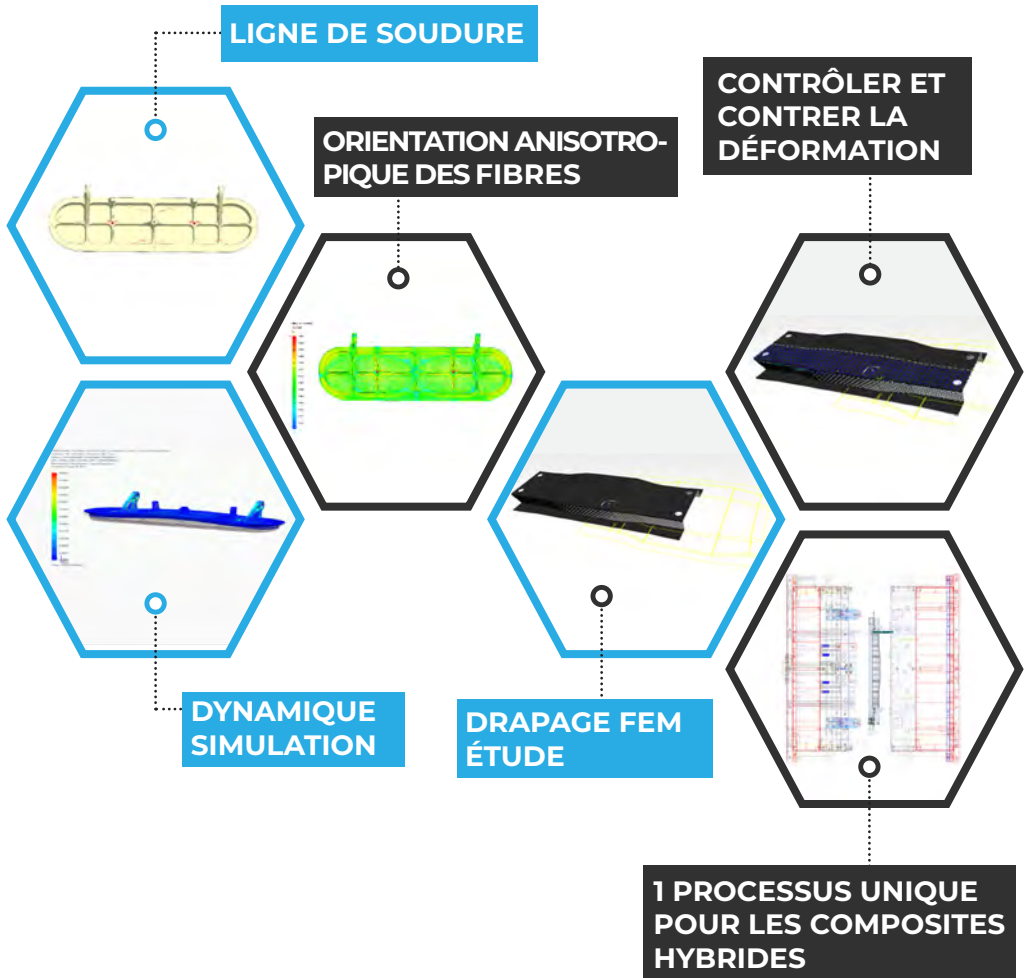 LIGNE DE SOUDURE
CONTRÔLER ET
CONTRER LA
DÉFORMATION
ORIENTATION ANISOTRO-
PIQUE DES FIBRES
DYNAMIQUE
SIMULATION
DRAPAGE FEM
ÉTUDE
1 PROCESSUS UNIQUE
POUR LES COMPOSITES
HYBRIDES